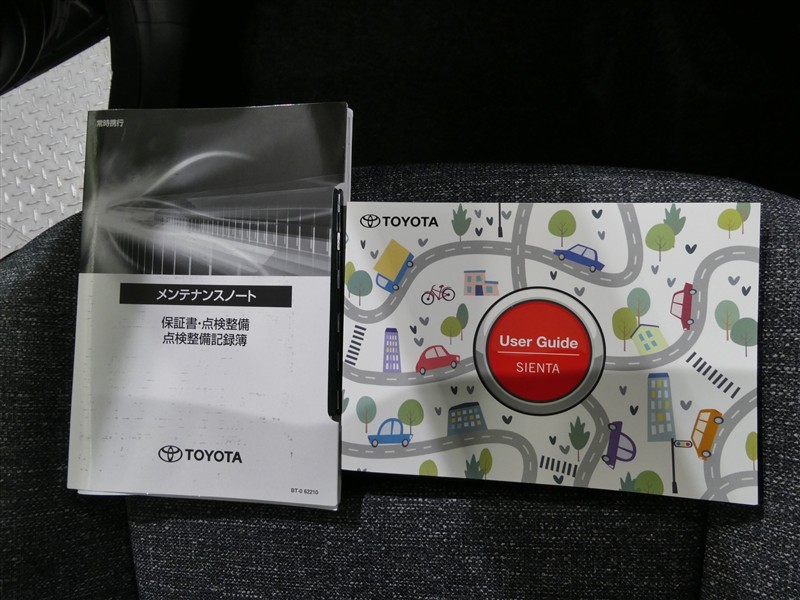 常時携行
メンテナンスノート
保証書・点検整備
点検整備記録簿
TOYOTA
BT-0 62210
TOYOTA
User Guide
SIENTA